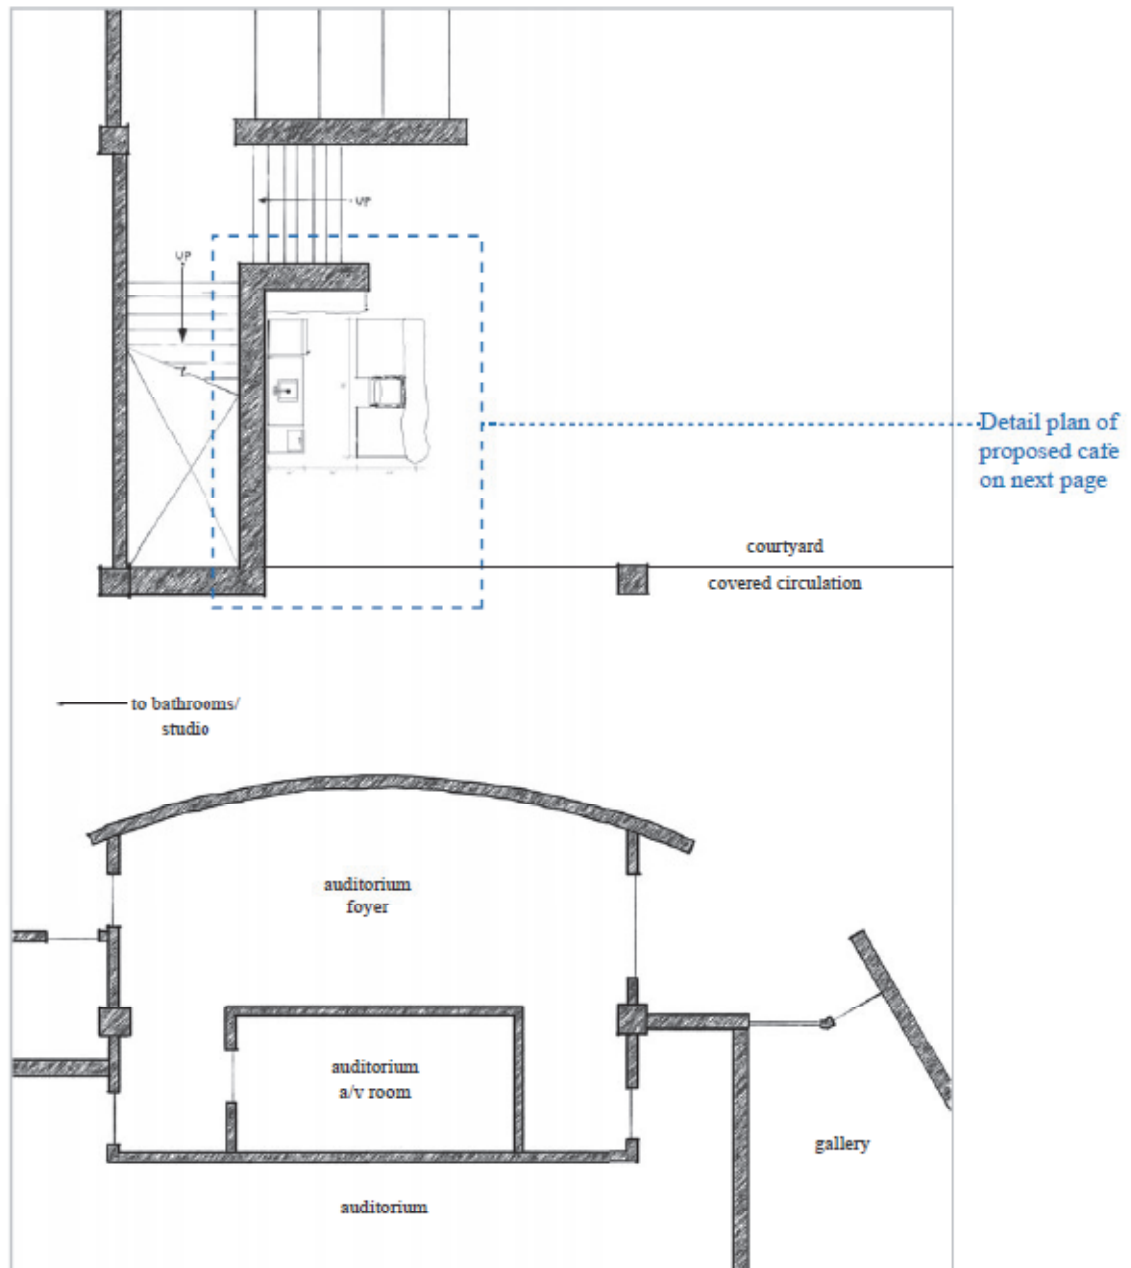 UP
UP
Detail plan of
proposed cafe
on next page
courtyard
covered circulation
to bathrooms/
studio
auditorium
foyer
auditorium
a/v room
gallery
auditorium